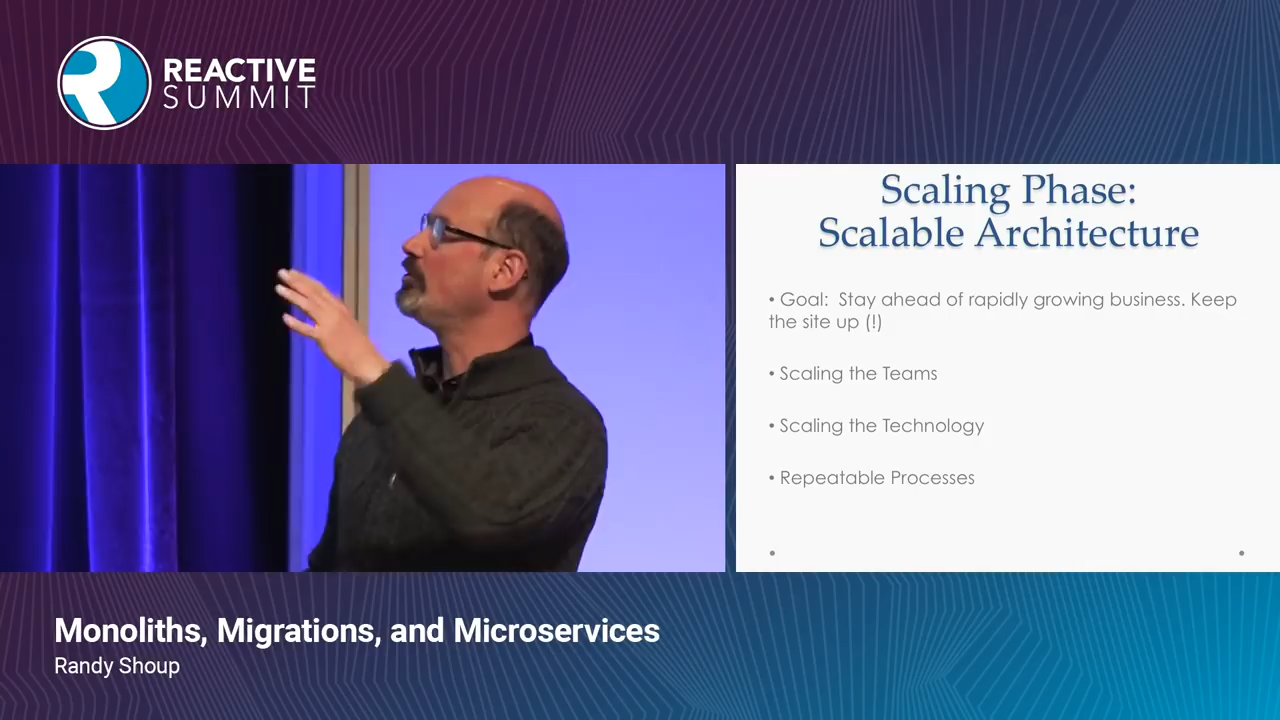 REACTIVE
SUMMIT
Scaling Phase:
Scalable Architecture
• Goal:  Stay ahead of rapidly growing business. Keep
the site up (!)
• Scaling the Teams
• Scaling the Technology
• Repeatable Processes
Monoliths, Migrations, and Microservices
Randy Shoup